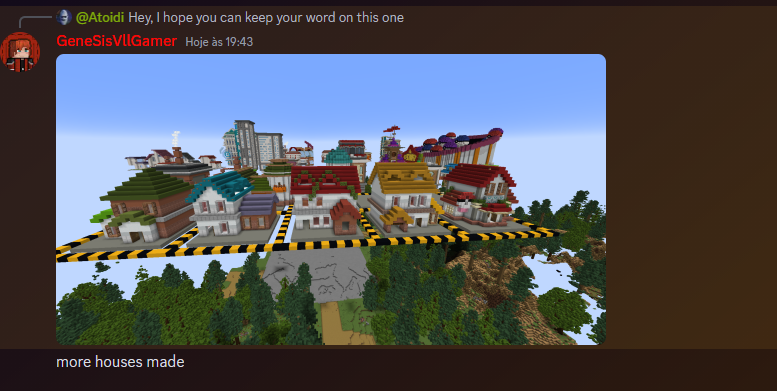 @Atoidi Hey, I hope you can keep your word on this one
GeneSisVllGamer Hoje às 19:43
more houses made